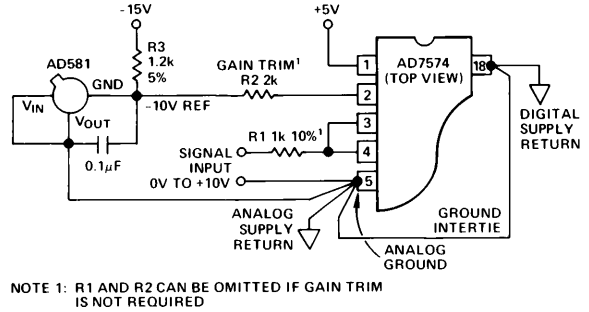 -15V
+5V
R3
1.2k
5%
AD581
GND
GAIN TRIM¹
R2 2k
VIN
VOUT
-10V REF
0.1µF
R1 1k 10%¹
SIGNAL
INPUT
0V TO +10V
1
2
3
4
5
AD7574
(TOP VIEW)
18
DIGITAL
SUPPLY
RETURN
ANALOG
SUPPLY
RETURN
GROUND
INTERTIE
ANALOG
GROUND
NOTE 1: R1 AND R2 CAN BE OMITTED IF GAIN TRIM
IS NOT REQUIRED